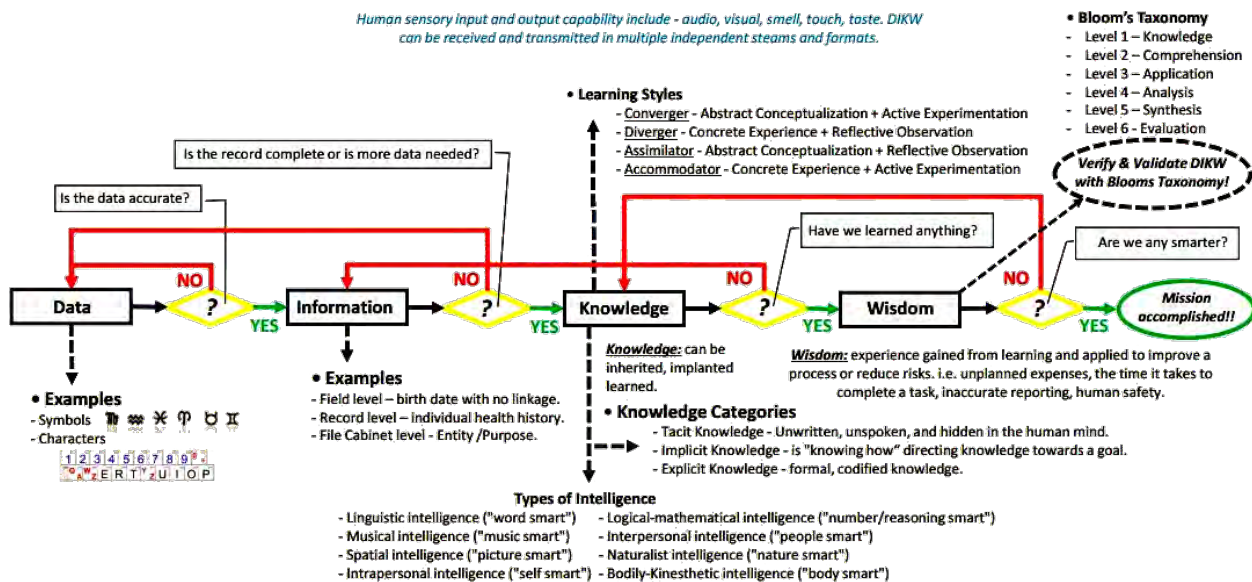 Human sensory input and output capability include - audio, visual, smell, touch, taste. DIKW
can be received and transmitted in multiple independent steams and formats.
• Bloom's Taxonomy
- Level 1 – Knowledge
- Level 2 – Comprehension
- Level 3 – Application
- Level 4 – Analysis
- Level 5 – Synthesis
- Level 6 - Evaluation
• Learning Styles
- Converger - Abstract Conceptualization + Active Experimentation
- Diverger - Concrete Experience + Reflective Observation
- Assimilator - Abstract Conceptualization + Reflective Observation
- Accommodator - Concrete Experience + Active Experimentation
Verify & Validate DIKW
with Blooms Taxonomy!
Is the record complete or is more data needed?
Is the data accurate?
Have we learned anything?
Are we any smarter?
NO
NO
NO
NO
Data
?
YES
Information
?
YES
Knowledge
?
YES
Wisdom
?
YES
Mission
accomplished!!
Knowledge: can be
inherited, implanted
learned.
Wisdom: experience gained from learning and applied to improve a
process or reduce risks. i.e. unplanned expenses, the time it takes to
complete a task, inaccurate reporting, human safety.
• Examples
- Symbols ♍ ♒ ♓ ♈ ♉ ♊
- Characters
1 2 3 4 5 6 7 8 9
E R T U I O P
• Examples
- Field level – birth date with no linkage.
- Record level – individual health history.
- File Cabinet level - Entity /Purpose.
• Knowledge Categories
- Tacit Knowledge - Unwritten, unspoken, and hidden in the human mind.
- Implicit Knowledge - is "knowing how" directing knowledge towards a goal.
- Explicit Knowledge - formal, codified knowledge.
Types of Intelligence
- Linguistic intelligence ("word smart") - Logical-mathematical intelligence ("number/reasoning smart")
- Musical intelligence ("music smart") - Interpersonal intelligence ("people smart")
- Spatial intelligence ("picture smart") - Naturalist intelligence ("nature smart")
- Intrapersonal intelligence ("self smart") - Bodily-Kinesthetic intelligence ("body smart")